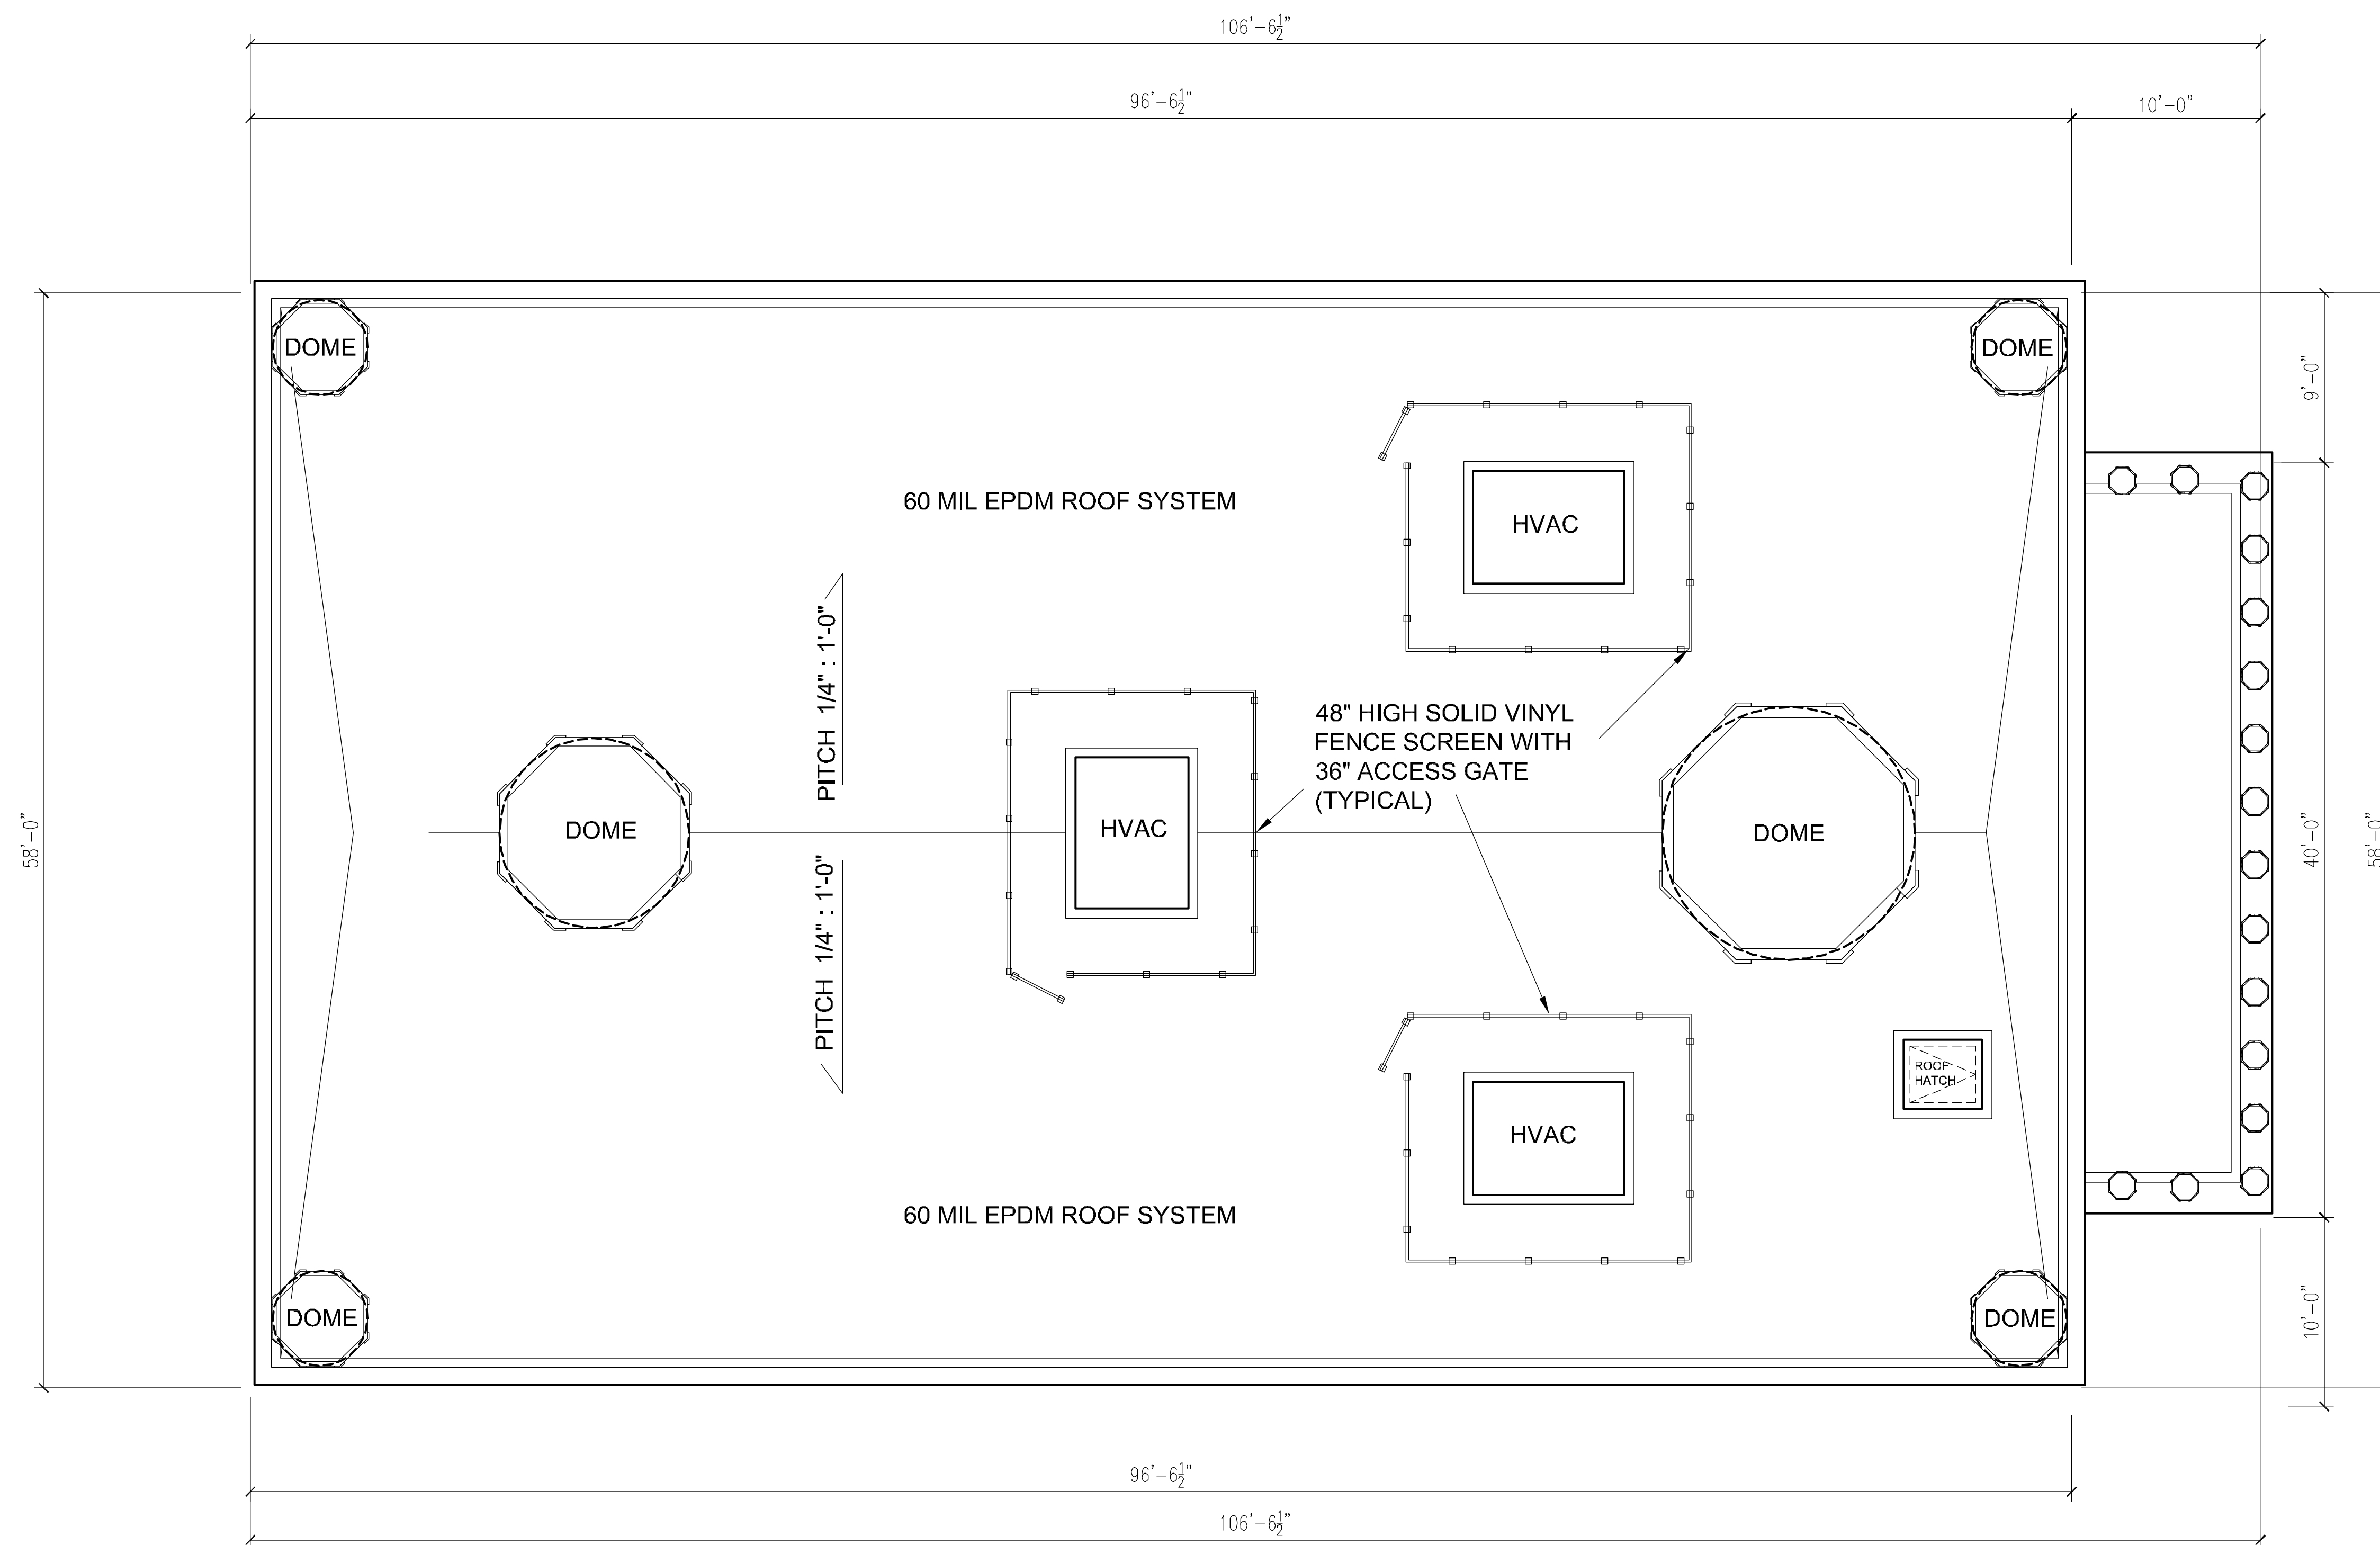 106'-6½"
96'-6½"
10'-0"
DOME
DOME
9'-0"
60 MIL EPDM ROOF SYSTEM
HVAC
PITCH 1/4" : 1'-0"
48" HIGH SOLID VINYL
FENCE SCREEN WITH
36" ACCESS GATE
(TYPICAL)
58'-0"
DOME
HVAC
DOME
40'-0"
58'-0"
PITCH 1/4" : 1'-0"
ROOF
HATCH
HVAC
60 MIL EPDM ROOF SYSTEM
DOME
DOME
10'-0"
96'-6½"
106'-6½"